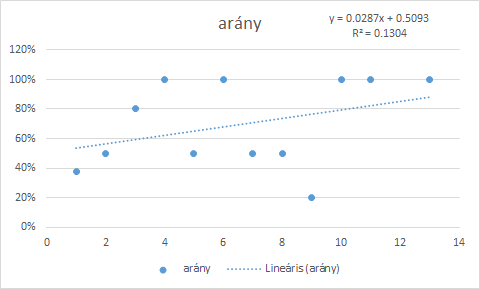 arány
y = 0.0287x + 0.5093
R² = 0.1304
120%
100%
80%
60%
40%
20%
0%
0 2 4 6 8 10 12 14
arány Lineáris (arány)